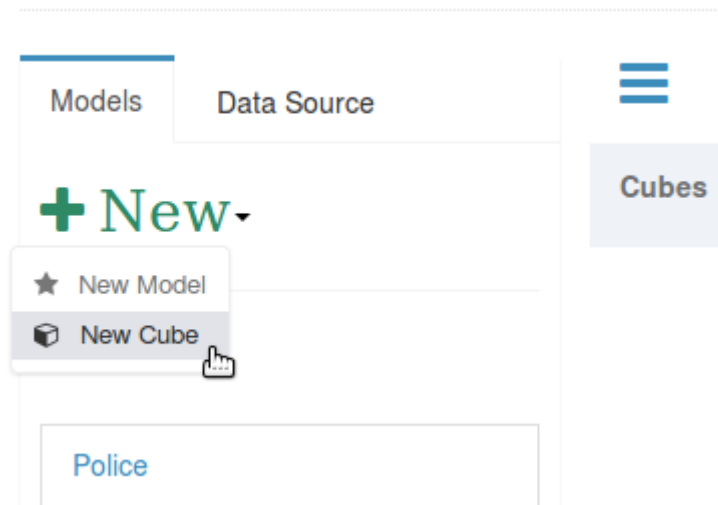 Models
Data Source
New
New Model
New Cube
Police
Cubes